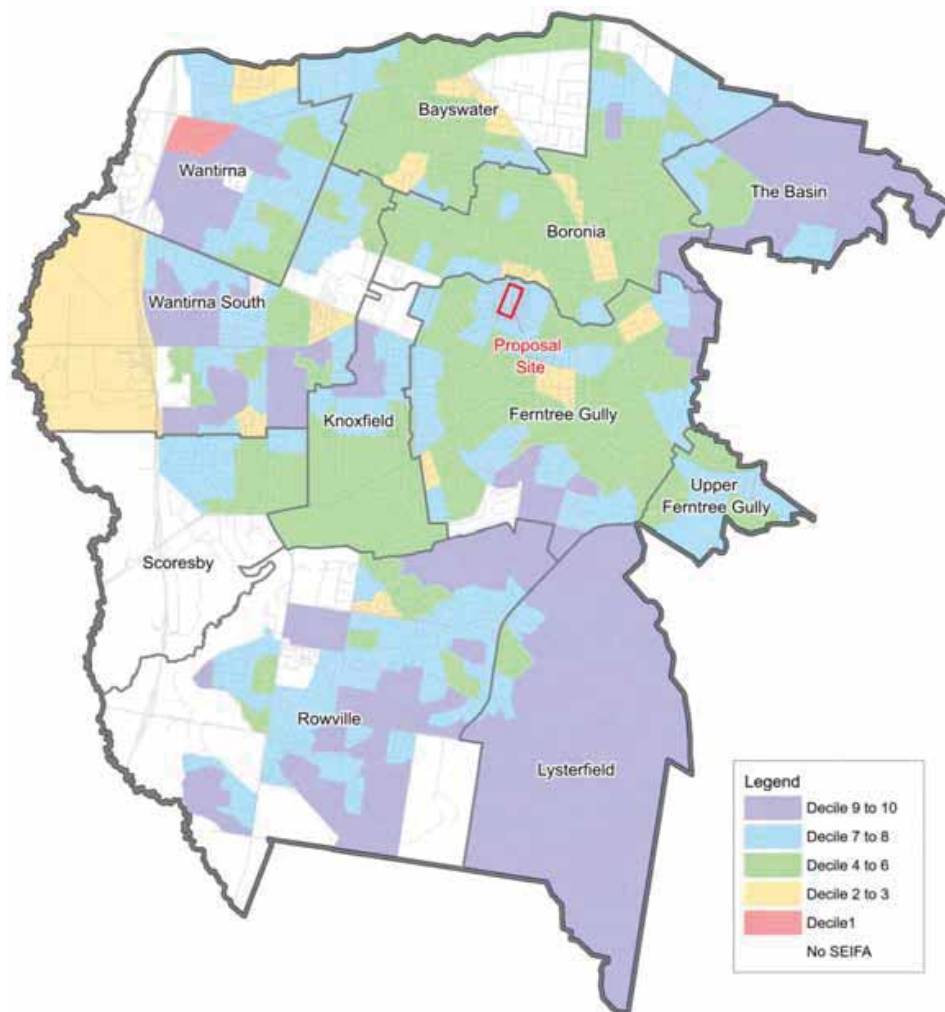 Bayswater
Wantirna
The Basin
Boronia
Wantirna South
Proposal
Site
Knoxfield
Ferntree Gully
Upper
Ferntree Gully
Scoresby
Rowville
Lysterfield
Legend
Decile 9 to 10
Decile 7 to 8
Decile 4 to 6
Decile 2 to 3
Decile1
No SEIFA